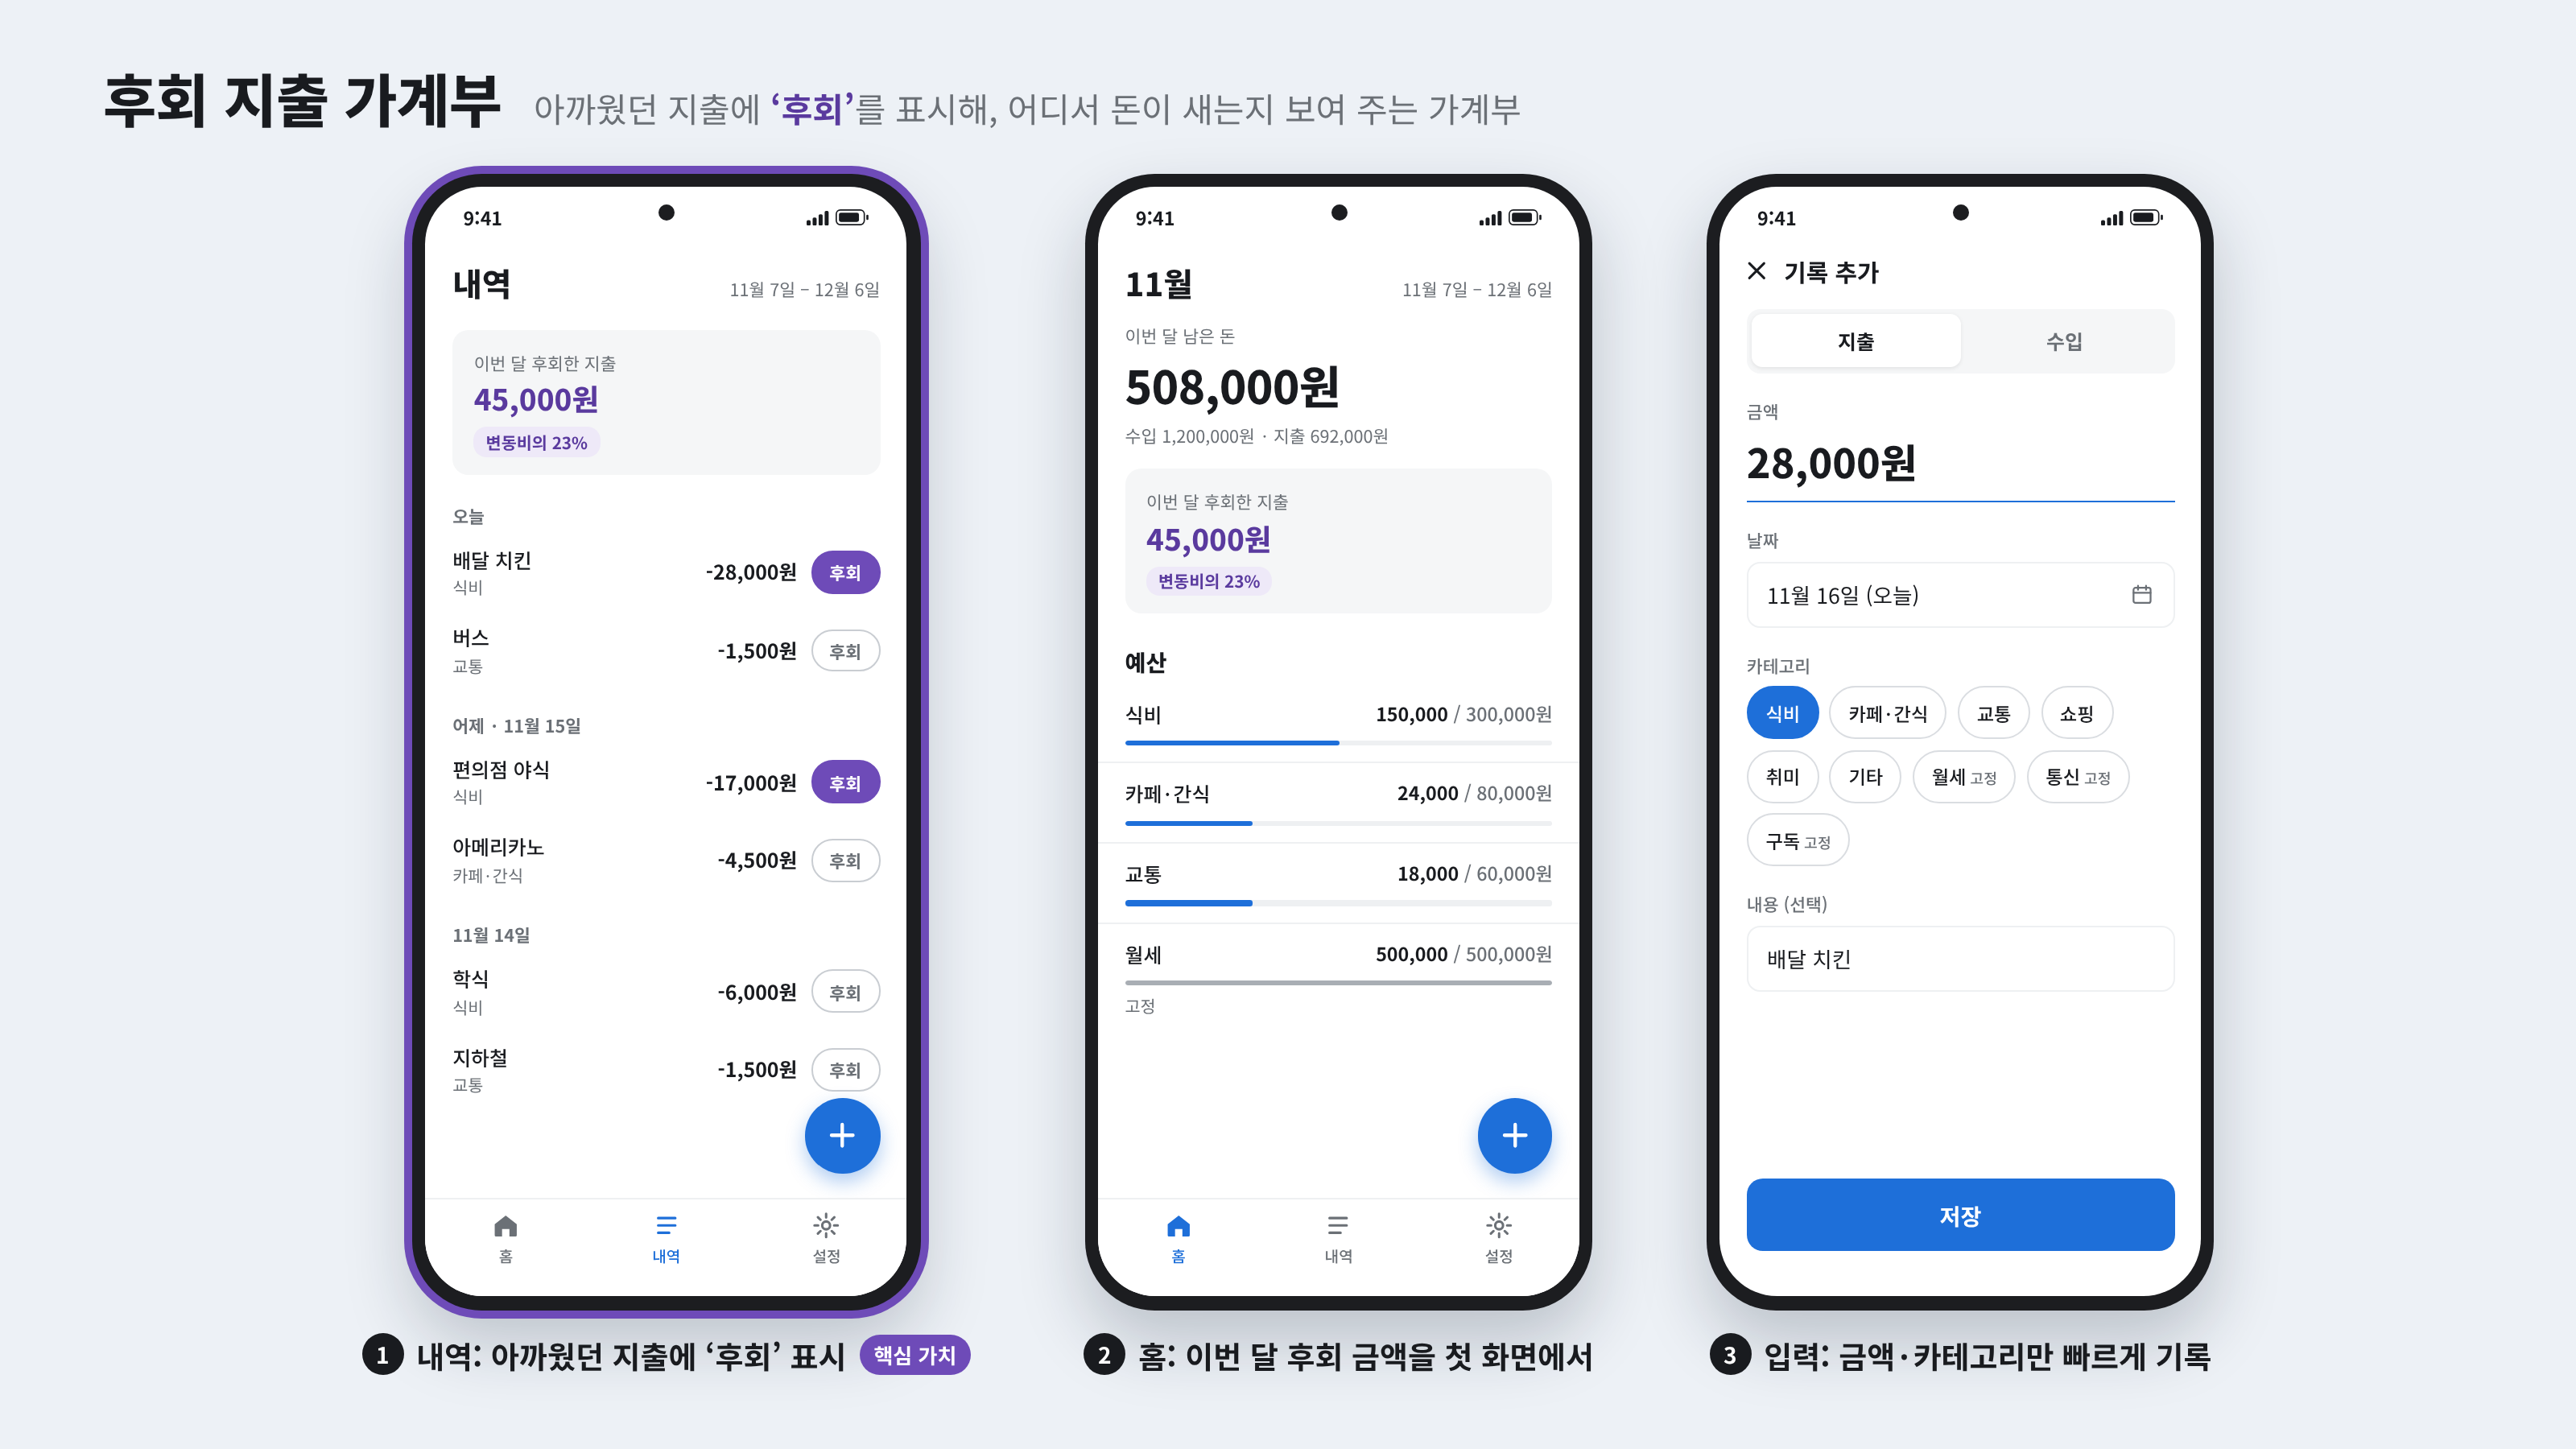 후회 지출 가계부
아까웠던 지출에 ‘후회’를 표시해, 어디서 돈이 새는지 보여 주는 가계부
9:41
내역
11월 7일 – 12월 6일
이번 달 후회한 지출
45,000원
변동비의 23%
오늘
배달 치킨
식비
-28,000원
후회
버스
교통
-1,500원
후회
어제 · 11월 15일
편의점 야식
식비
-17,000원
후회
아메리카노
카페·간식
-4,500원
후회
11월 14일
학식
식비
-6,000원
후회
지하철
교통
-1,500원
후회
홈
내역
설정
1 내역: 아까웠던 지출에 ‘후회’ 표시 핵심 가치
9:41
11월
11월 7일 – 12월 6일
이번 달 남은 돈
508,000원
수입 1,200,000원 · 지출 692,000원
이번 달 후회한 지출
45,000원
변동비의 23%
예산
식비
150,000 / 300,000원
카페·간식
24,000 / 80,000원
교통
18,000 / 60,000원
월세
500,000 / 500,000원
고정
홈
내역
설정
2 홈: 이번 달 후회 금액을 첫 화면에서
9:41
기록 추가
지출
수입
금액
28,000원
날짜
11월 16일 (오늘)
카테고리
식비
카페·간식
교통
쇼핑
취미
기타
월세 고정
통신 고정
구독 고정
내용 (선택)
배달 치킨
저장
3 입력: 금액·카테고리만 빠르게 기록